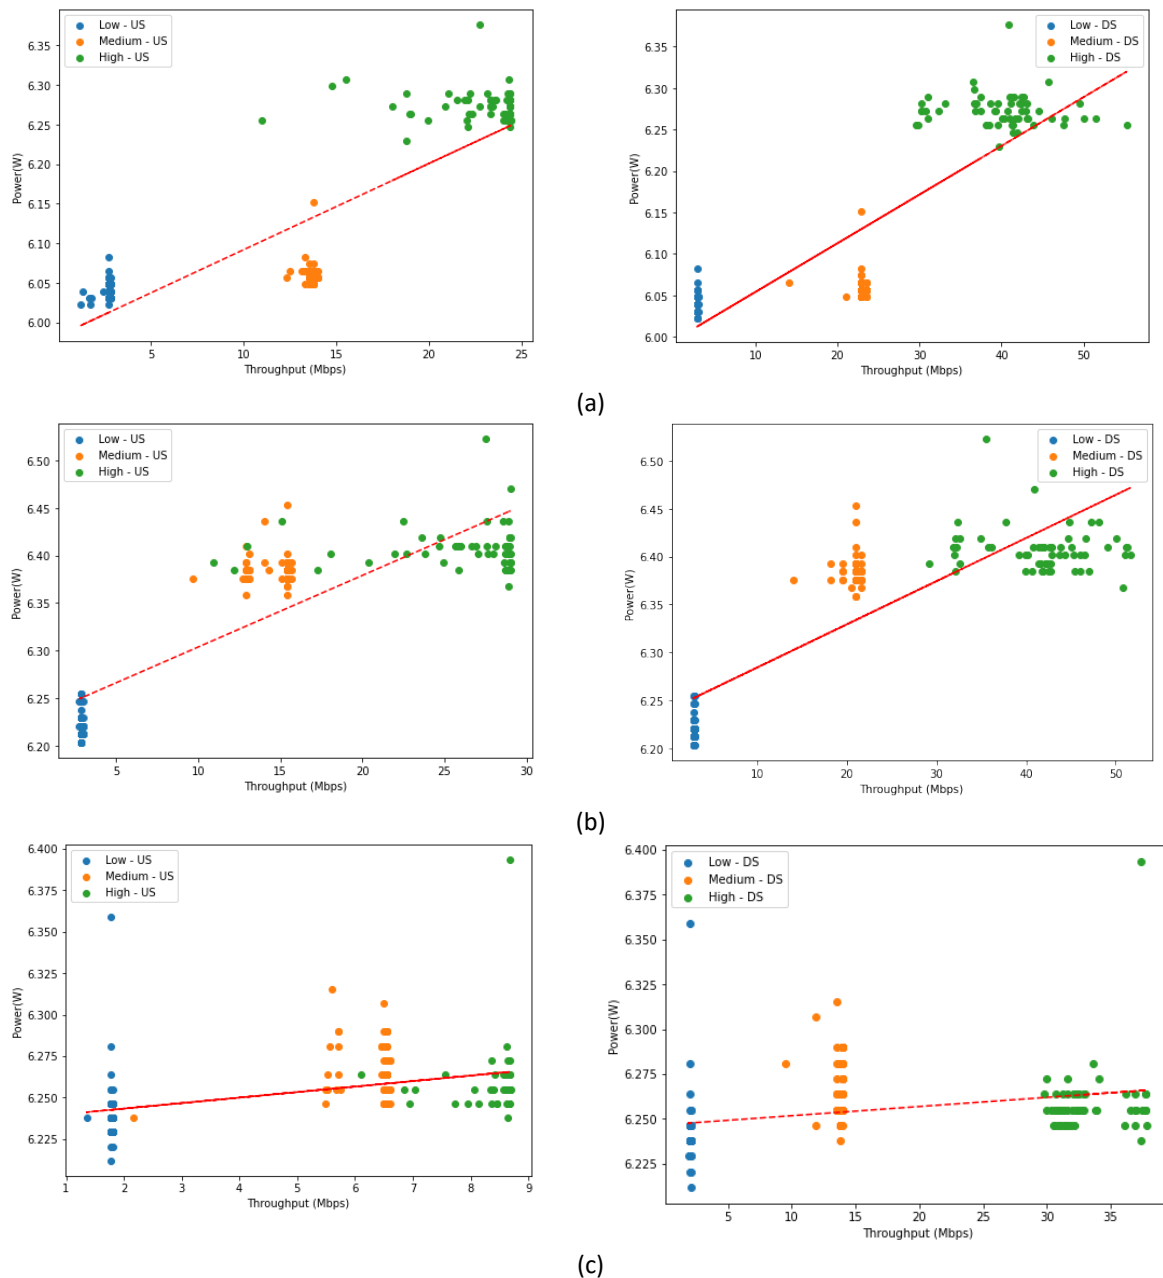 Low - US
Medium - US
High - US
6.35
6.30
6.25
6.20
6.15
6.10
6.05
6.00
Power(W)
5
10
15
20
25
Throughput (Mbps)
Low - DS
Medium - DS
High - DS
6.35
6.30
6.25
6.20
6.15
6.10
6.05
6.00
Power(W)
10
20
30
40
50
Throughput (Mbps)
(a)
Low - US
Medium - US
High - US
6.50
6.45
6.40
6.35
6.30
6.25
6.20
Power(W)
5
10
15
20
25
30
Throughput (Mbps)
Low - DS
Medium - DS
High - DS
6.50
6.45
6.40
6.35
6.30
6.25
6.20
Power(W)
10
20
30
40
50
Throughput (Mbps)
(b)
Low - US
Medium - US
High - US
6.400
6.375
6.350
6.325
6.300
6.275
6.250
6.225
Power(W)
1
2
3
4
5
6
7
8
9
Throughput (Mbps)
Low - DS
Medium - DS
High - DS
6.400
6.375
6.350
6.325
6.300
6.275
6.250
6.225
Power(W)
5
10
15
20
25
30
35
Throughput (Mbps)
(c)